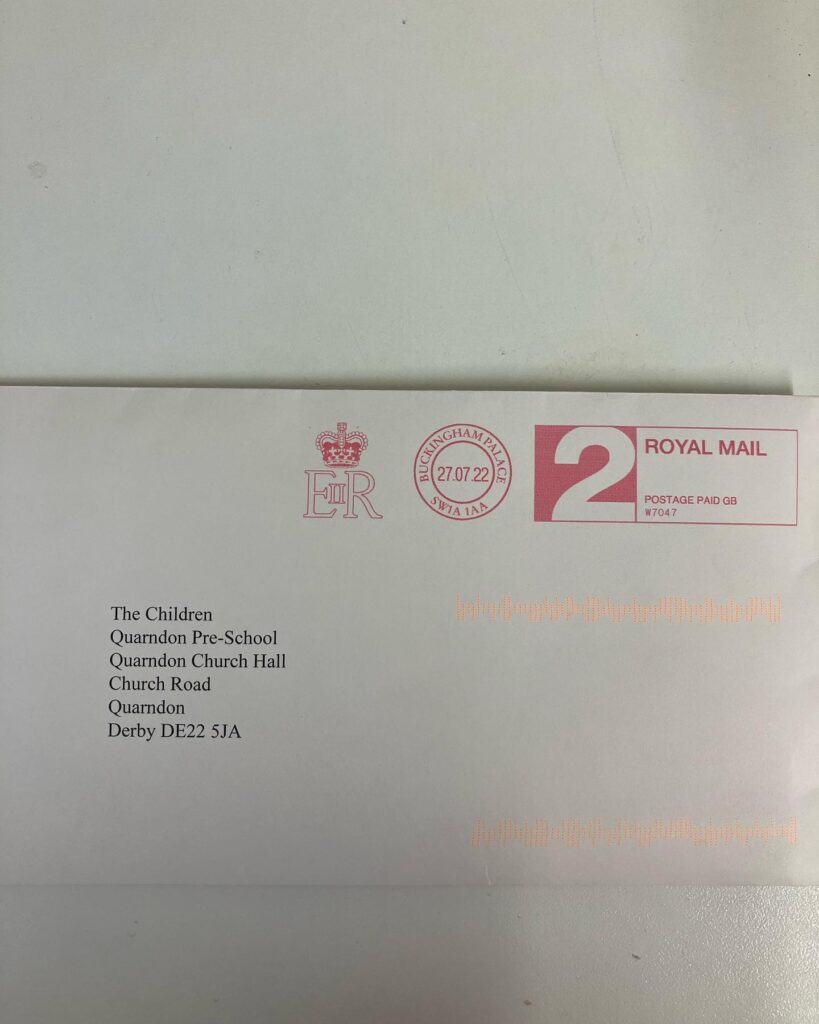 EIIR
BUCKINGHAM PALACE
27.07.22
SW1A 1AA
2
ROYAL MAIL
POSTAGE PAID GB
W7047
The Children
Quarndon Pre-School
Quarndon Church Hall
Church Road
Quarndon
Derby DE22 5JA